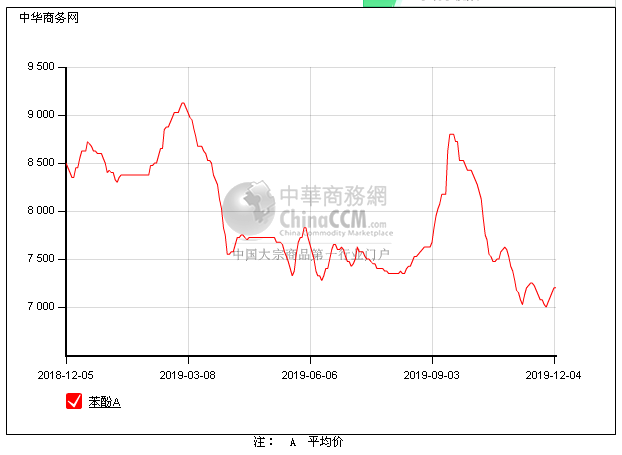 中华商务网
9 500
9 000
8 500
8 000
7 500
7 000
中華商務網
ChinaCCM.com
China Commodity Marketplace
中国大宗商品第一行业门户
2018-12-05
2019-03-08
2019-06-06
2019-09-03
2019-12-04
苯酚A
注： A 平均价